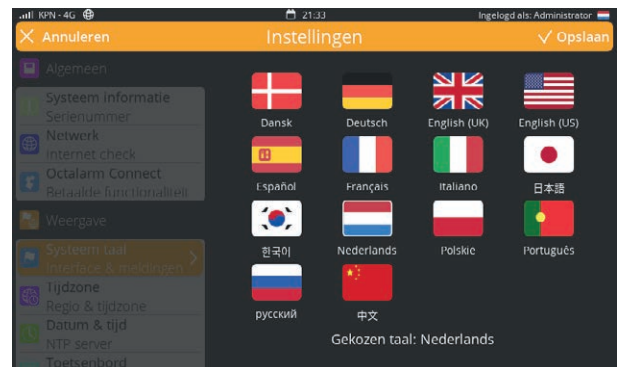 KPN - 4G 21:33 Ingelogd als: Administrator
Annuleren Instellingen Opslaan
Algemeen
Systeem informatie
Serienummer
Netwerk
Internet check
Octalarm Connect
Betaalde functionaliteit
Weergave
Systeem taal
Interface & meldingen
Tijdzone
Regio & tijdzone
Datum & tijd
NTP server
Toetsenbord
Dansk Deutsch English (UK) English (US)
Español Français Italiano 日本語
한국이 Nederlands Polskie Português
русский 中文
Gekozen taal: Nederlands